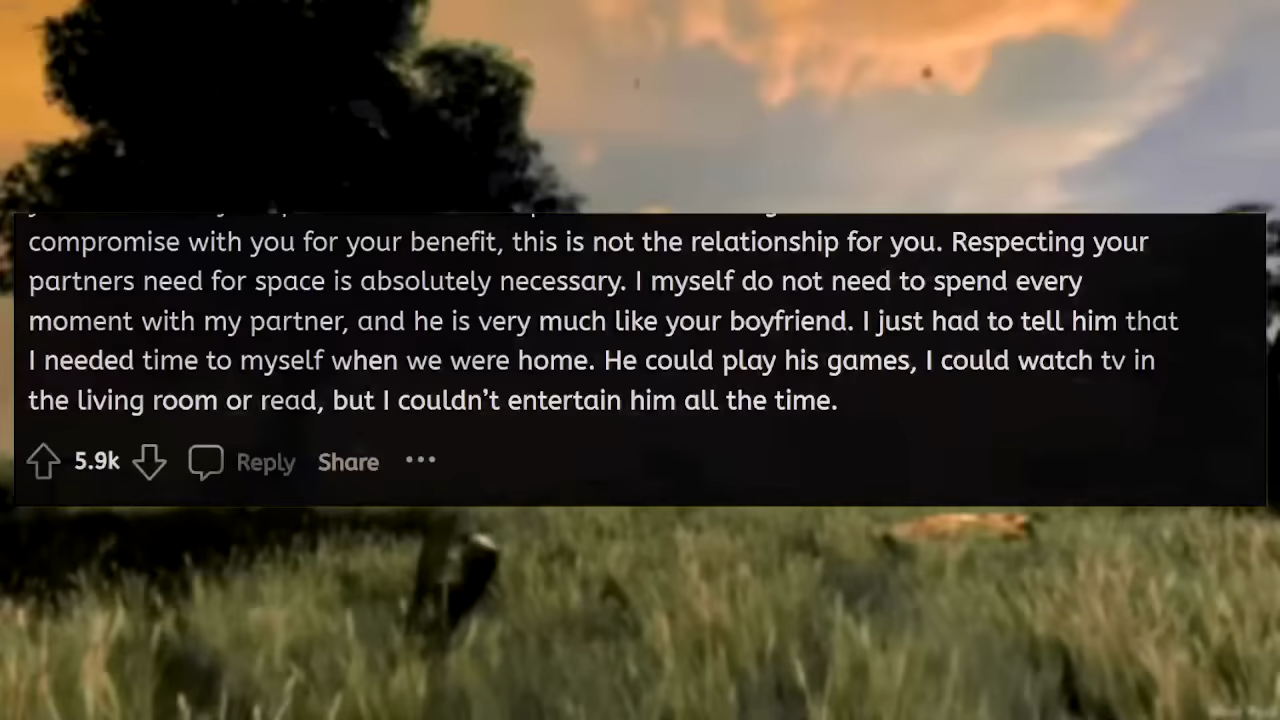 compromise with you for your benefit, this is not the relationship for you. Respecting your
partners need for space is absolutely necessary. I myself do not need to spend every
moment with my partner, and he is very much like your boyfriend. I just had to tell him that
I needed time to myself when we were home. He could play his games, I could watch tv in
the living room or read, but I couldn’t entertain him all the time.
5.9k Reply Share •••